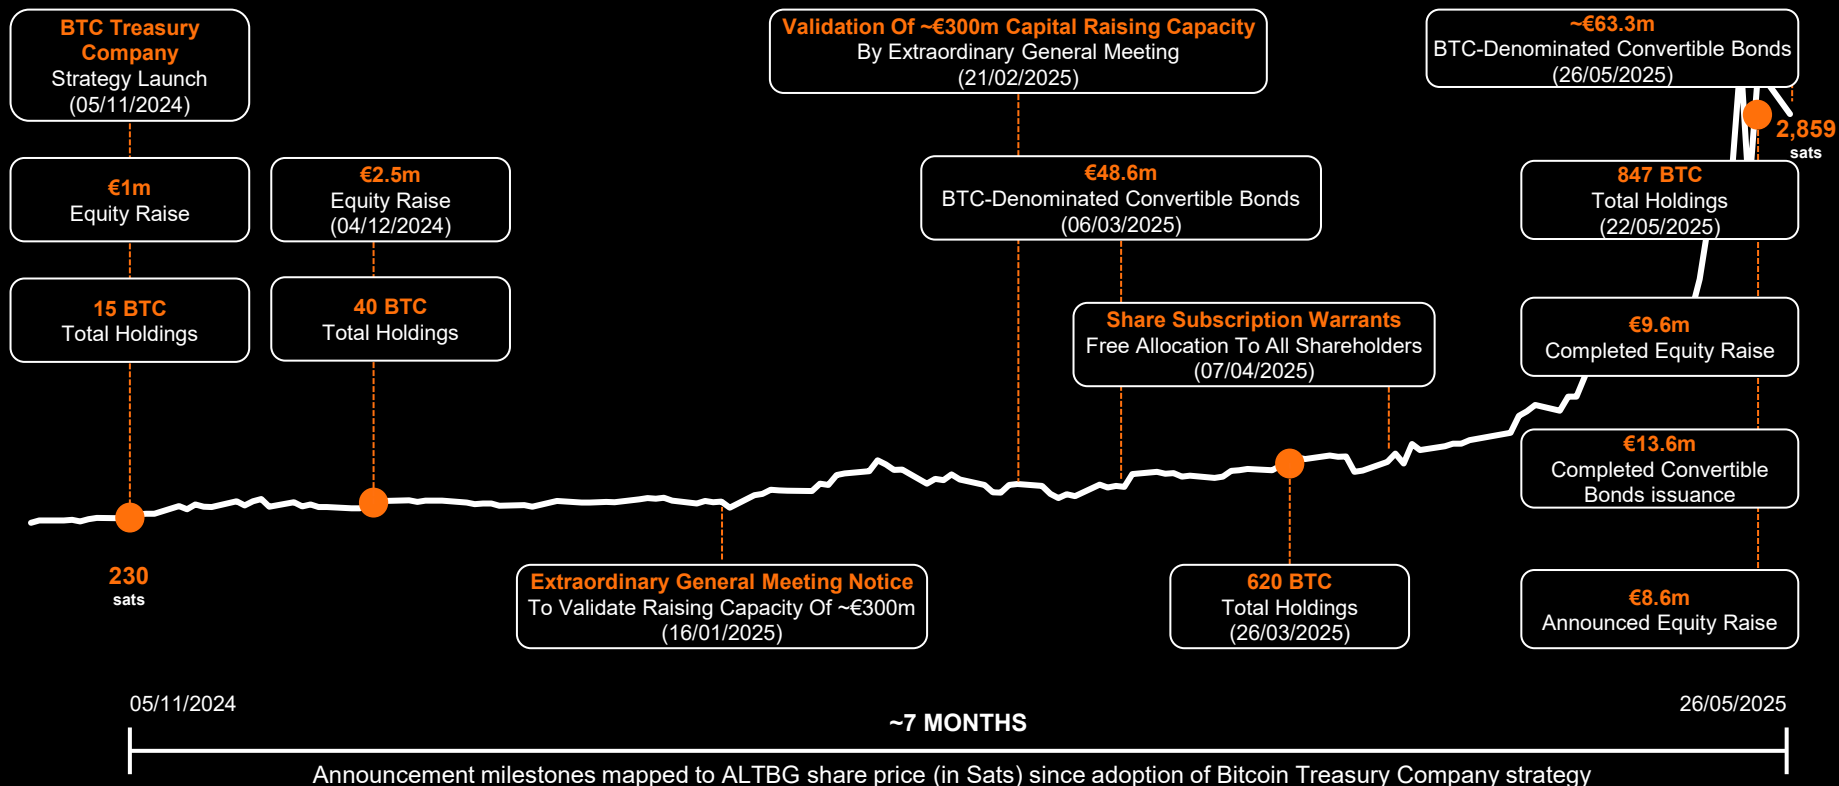 BTC Treasury
Company
Strategy Launch
(05/11/2024)
€1m
Equity Raise
15 BTC
Total Holdings
230
sats
€2.5m
Equity Raise
(04/12/2024)
40 BTC
Total Holdings
Extraordinary General Meeting Notice
To Validate Raising Capacity Of ~€300m
(16/01/2025)
Validation Of ~€300m Capital Raising Capacity
By Extraordinary General Meeting
(21/02/2025)
€48.6m
BTC-Denominated Convertible Bonds
(06/03/2025)
Share Subscription Warrants
Free Allocation To All Shareholders
(07/04/2025)
620 BTC
Total Holdings
(26/03/2025)
~€63.3m
BTC-Denominated Convertible Bonds
(26/05/2025)
2,859
sats
847 BTC
Total Holdings
(22/05/2025)
€9.6m
Completed Equity Raise
€13.6m
Completed Convertible
Bonds issuance
€8.6m
Announced Equity Raise
05/11/2024
~7 MONTHS
26/05/2025
Announcement milestones mapped to ALTBG share price (in Sats) since adoption of Bitcoin Treasury Company strategy